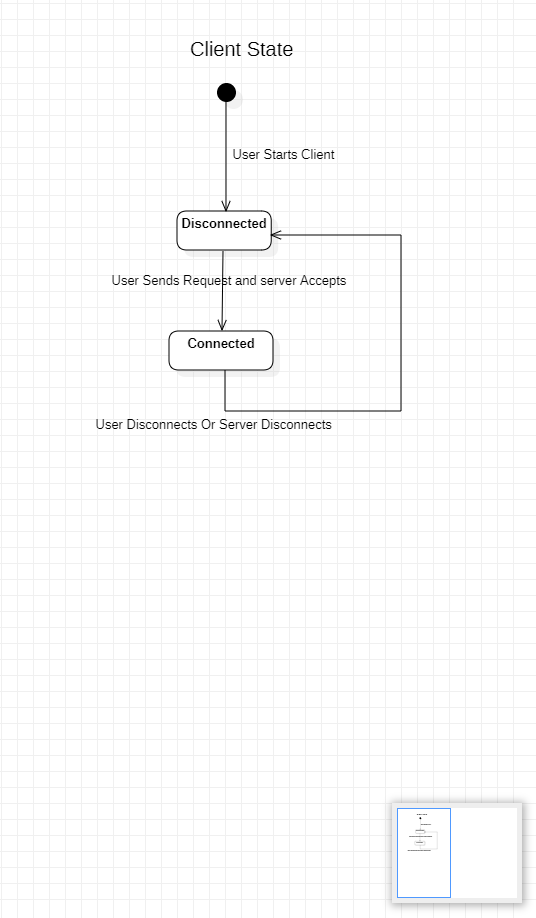 Client State
User Starts Client
Disconnected
User Sends Request and server Accepts
Connected
User Disconnects Or Server Disconnects